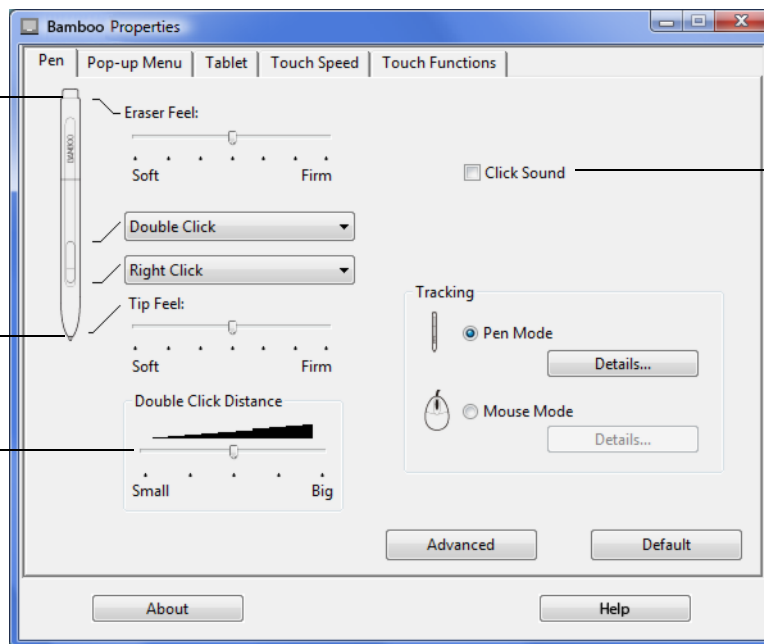 Bamboo Properties
Pen Pop-up Menu Tablet Touch Speed Touch Functions
BAMBOO
Eraser Feel:
Soft Firm
Click Sound
Double Click
Right Click
Tip Feel:
Soft Firm
Tracking
Pen Mode
Details...
Mouse Mode
Details...
Double Click Distance
Small Big
Advanced Default
About Help